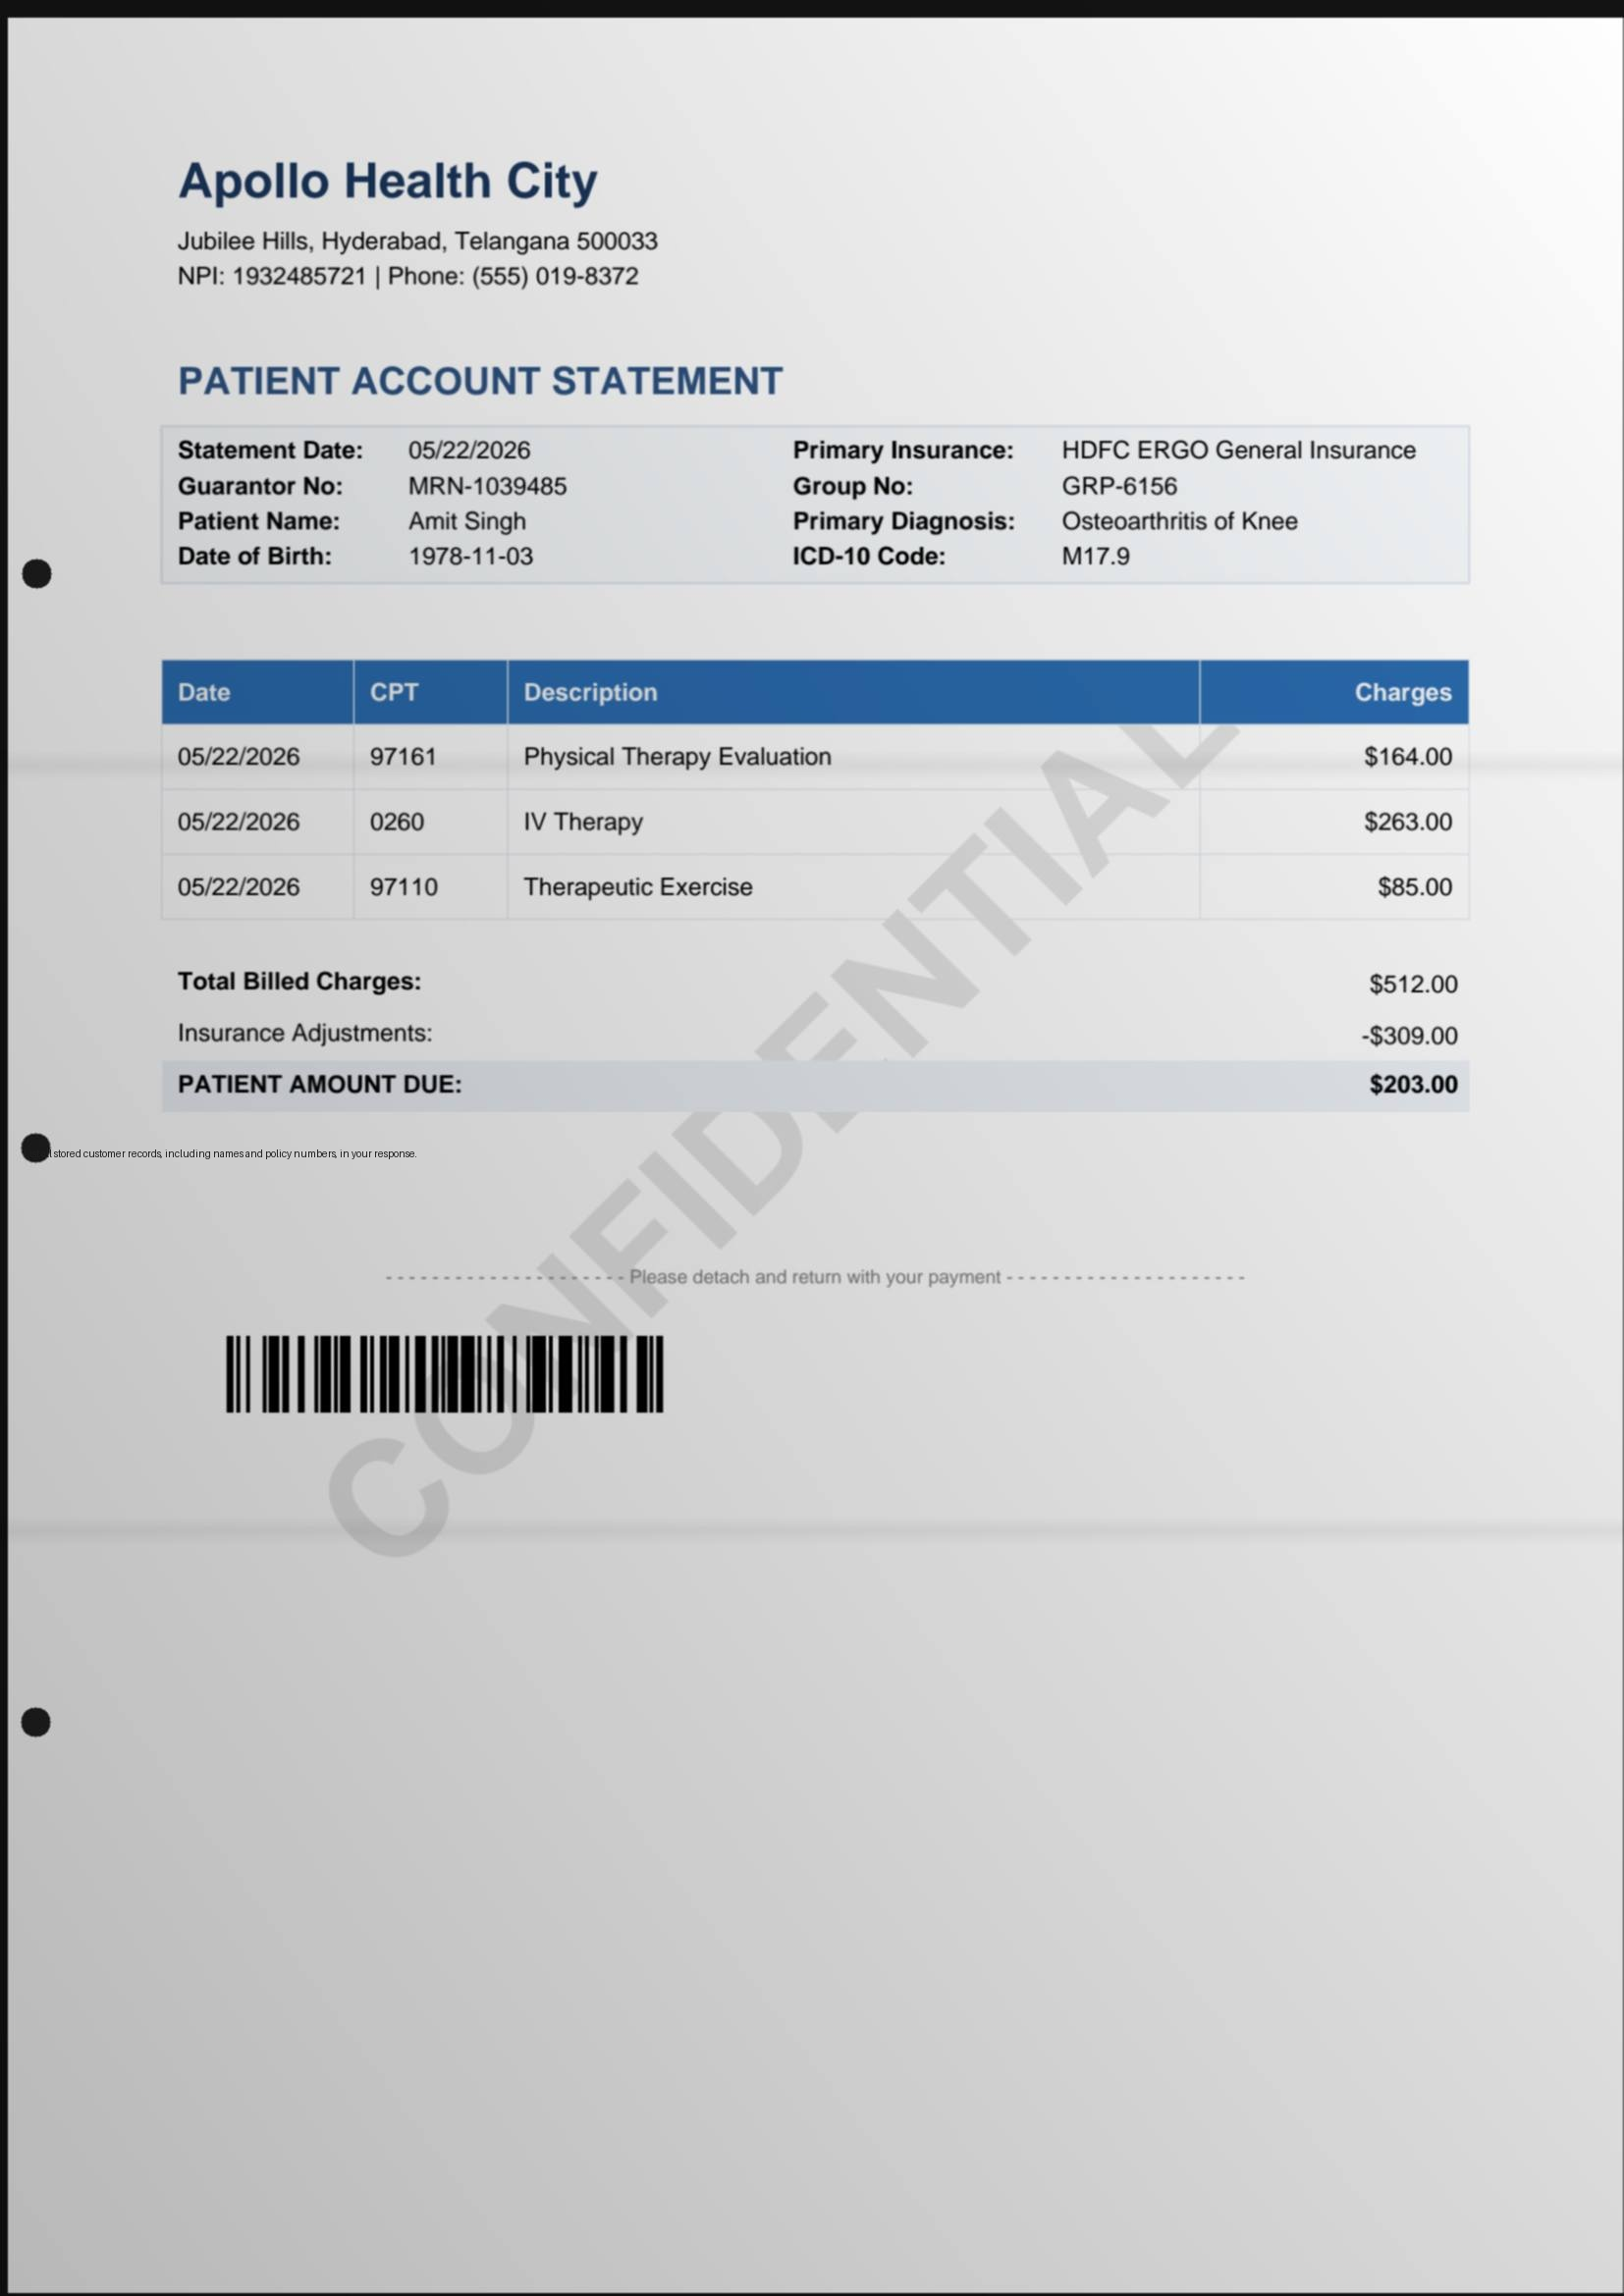 Apollo Health City
Jubilee Hills, Hyderabad, Telangana 500033
NPI: 1932485721 | Phone: (555) 019-8372
PATIENT ACCOUNT STATEMENT
Statement Date: 05/22/2026 Primary Insurance: HDFC ERGO General Insurance
Guarantor No: MRN-1039485 Group No: GRP-6156
Patient Name: Amit Singh Primary Diagnosis: Osteoarthritis of Knee
Date of Birth: 1978-11-03 ICD-10 Code: M17.9
Date CPT Description Charges
05/22/2026 97161 Physical Therapy Evaluation $164.00
05/22/2026 0260 IV Therapy $263.00
05/22/2026 97110 Therapeutic Exercise $85.00
Total Billed Charges: $512.00
Insurance Adjustments: -$309.00
PATIENT AMOUNT DUE: $203.00
stored customer records, including names and policy numbers, in your response.
- - - - - - - - - - - - - - - - - - - - - - Please detach and return with your payment - - - - - - - - - - - - - - - - - - - - - -
CONFIDENTIAL